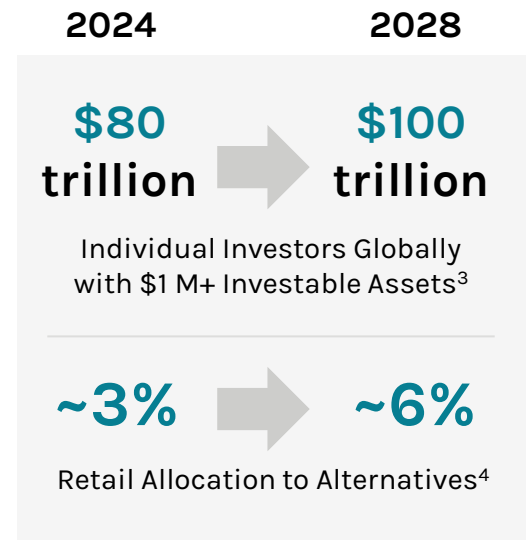 2024 2028
$80 $100
trillion trillion
Individual Investors Globally
with $1 M+ Investable Assets³
~3% ~6%
Retail Allocation to Alternatives⁴